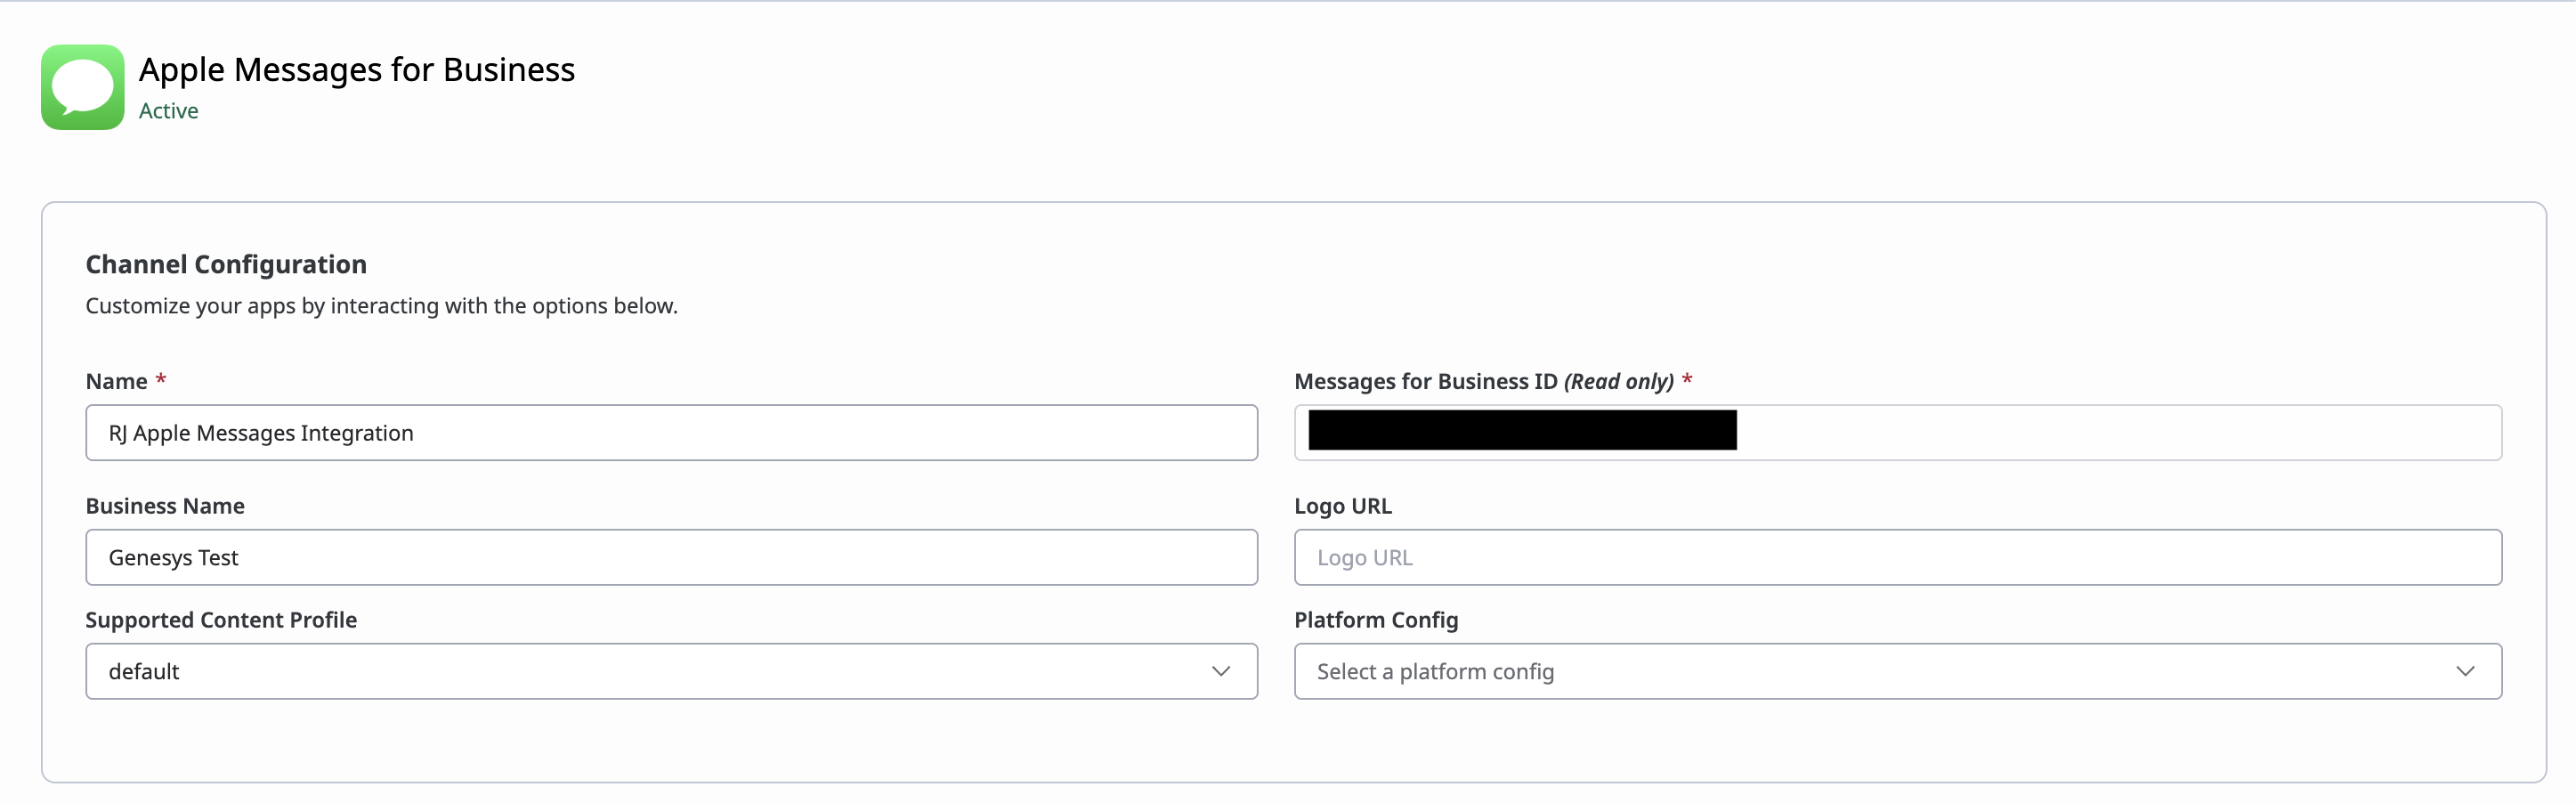 Apple Messages for Business
Active
Channel Configuration
Customize your apps by interacting with the options below.
Name *
Messages for Business ID (Read only) *
RJ Apple Messages Integration
Business Name
Logo URL
Genesys Test
Logo URL
Supported Content Profile
Platform Config
default
Select a platform config